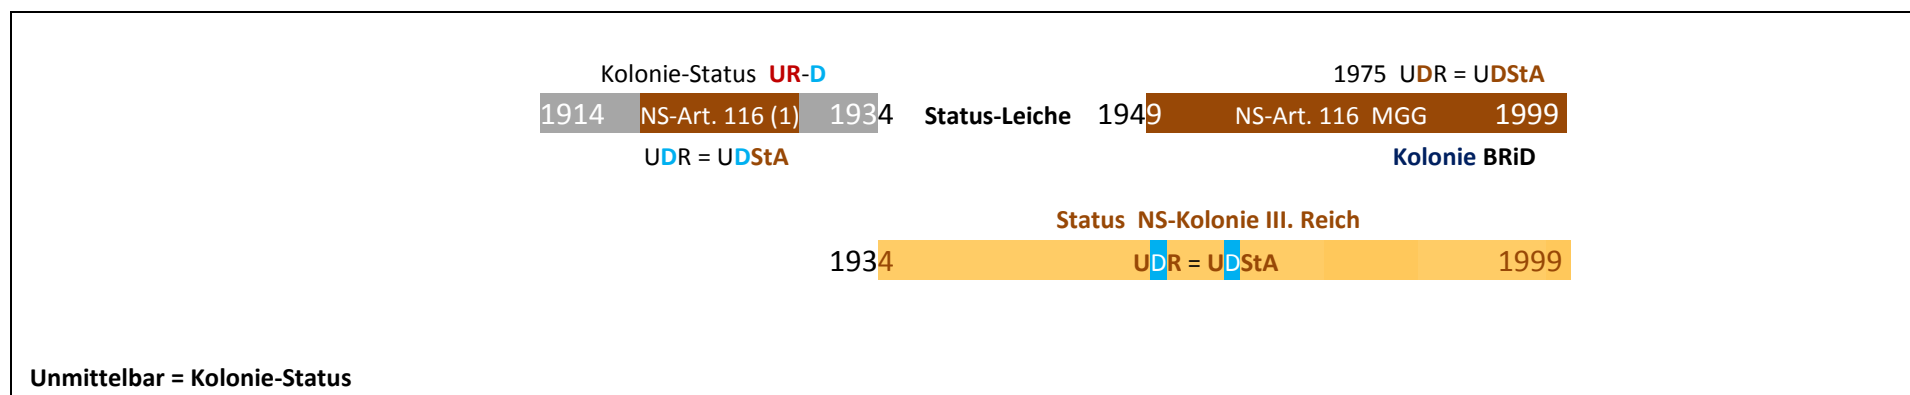 Kolonie-Status UR-D 1975 UDR = UDStA
1914 NS-Art. 116 (1) 1934 Status-Leiche 1949 NS-Art. 116 MGG 1999
UDR = UDStA Kolonie BRiD
Status NS-Kolonie III. Reich
1934 UDR = UDStA 1999
Unmittelbar = Kolonie-Status